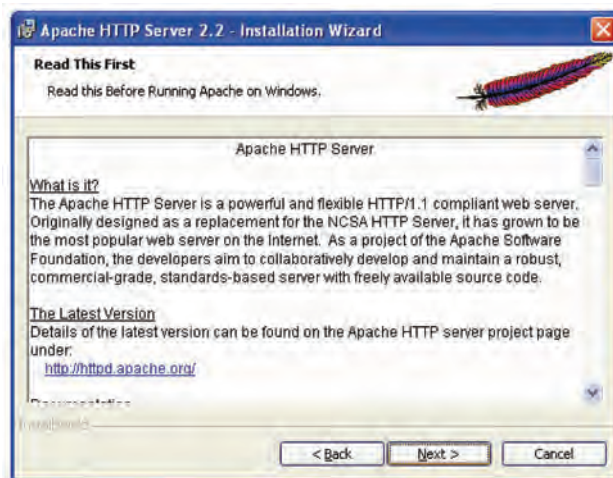 Apache HTTP Server 2.2 - Installation Wizard
Read This First
Read this Before Running Apache on Windows.
Apache HTTP Server
What is it?
The Apache HTTP Server is a powerful and flexible HTTP/1.1 compliant web server.
Originally designed as a replacement for the NCSA HTTP Server, it has grown to be
the most popular web server on the Internet. As a project of the Apache Software
Foundation, the developers aim to collaboratively develop and maintain a robust,
commercial-grade, standards-based server with freely available source code.
The Latest Version
Details of the latest version can be found on the Apache HTTP server project page
under:
http://httpd.apache.org/
Documentation
InstallShield
< Back
Next >
Cancel